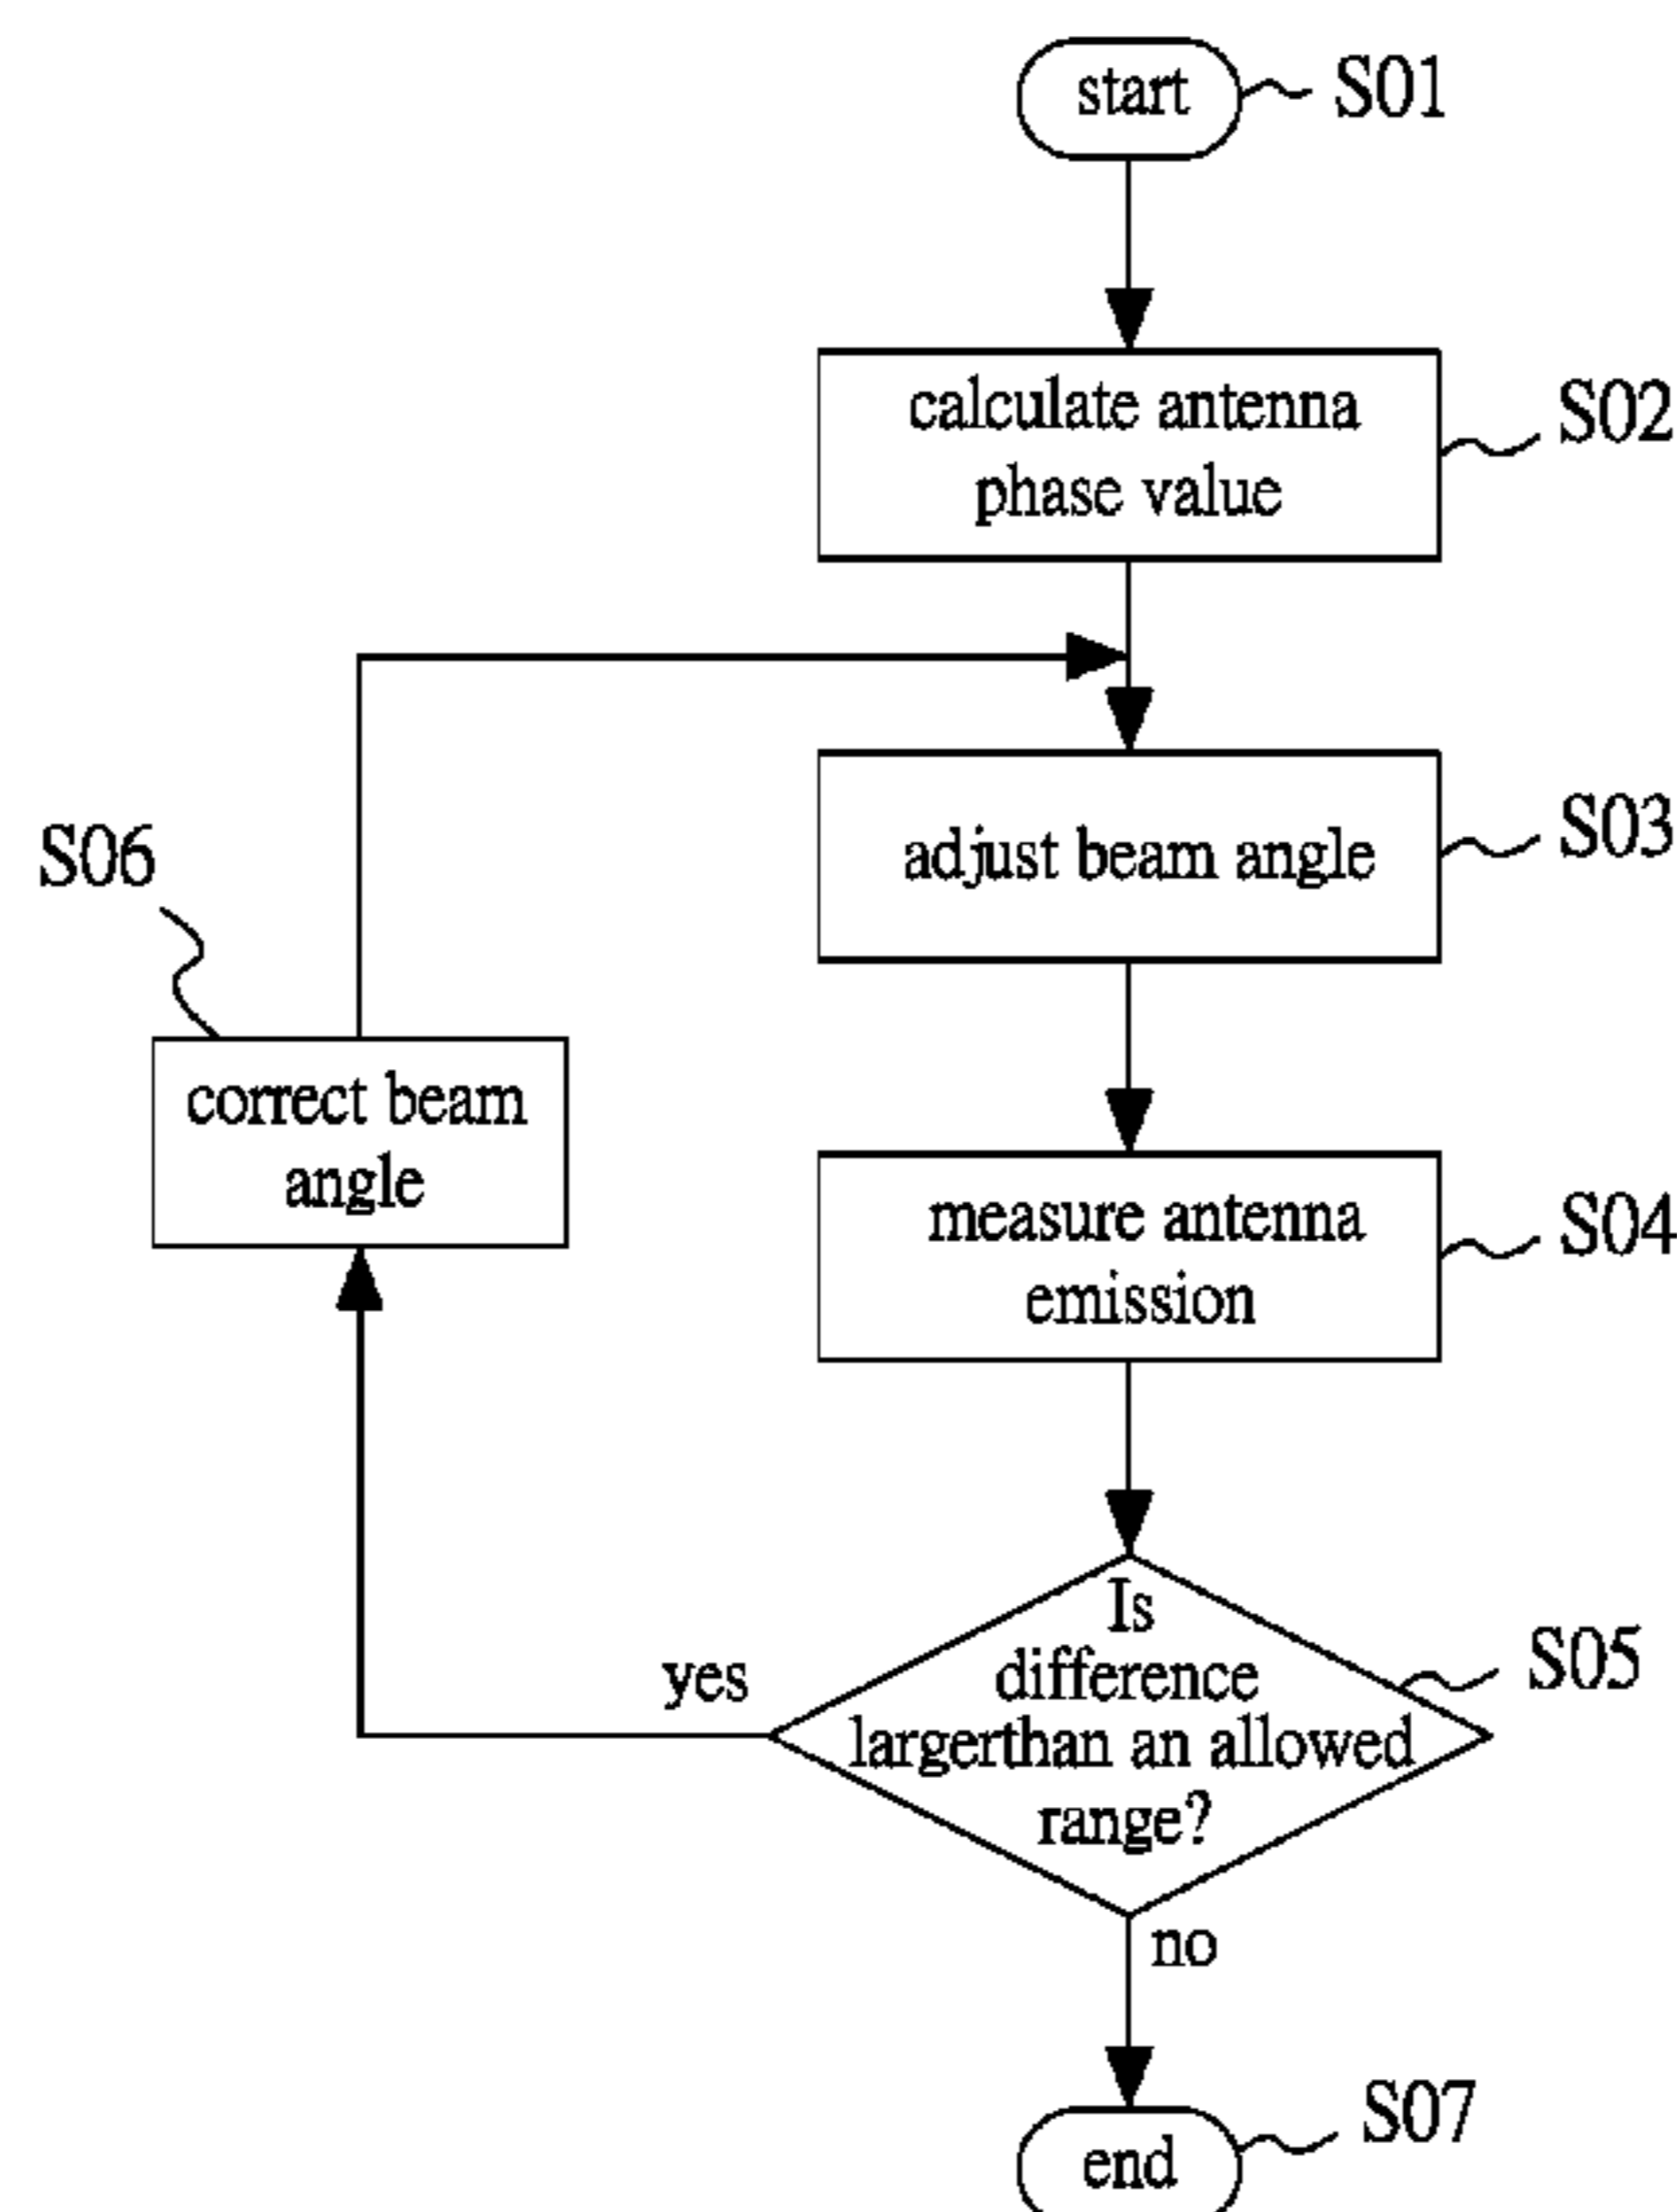 start
S01
calculate antenna
phase value
S02
adjust beam angle
S03
S06
correct beam
angle
measure antenna
emission
S04
Is
difference
largerthan an allowed
range?
S05
yes
no
end
S07